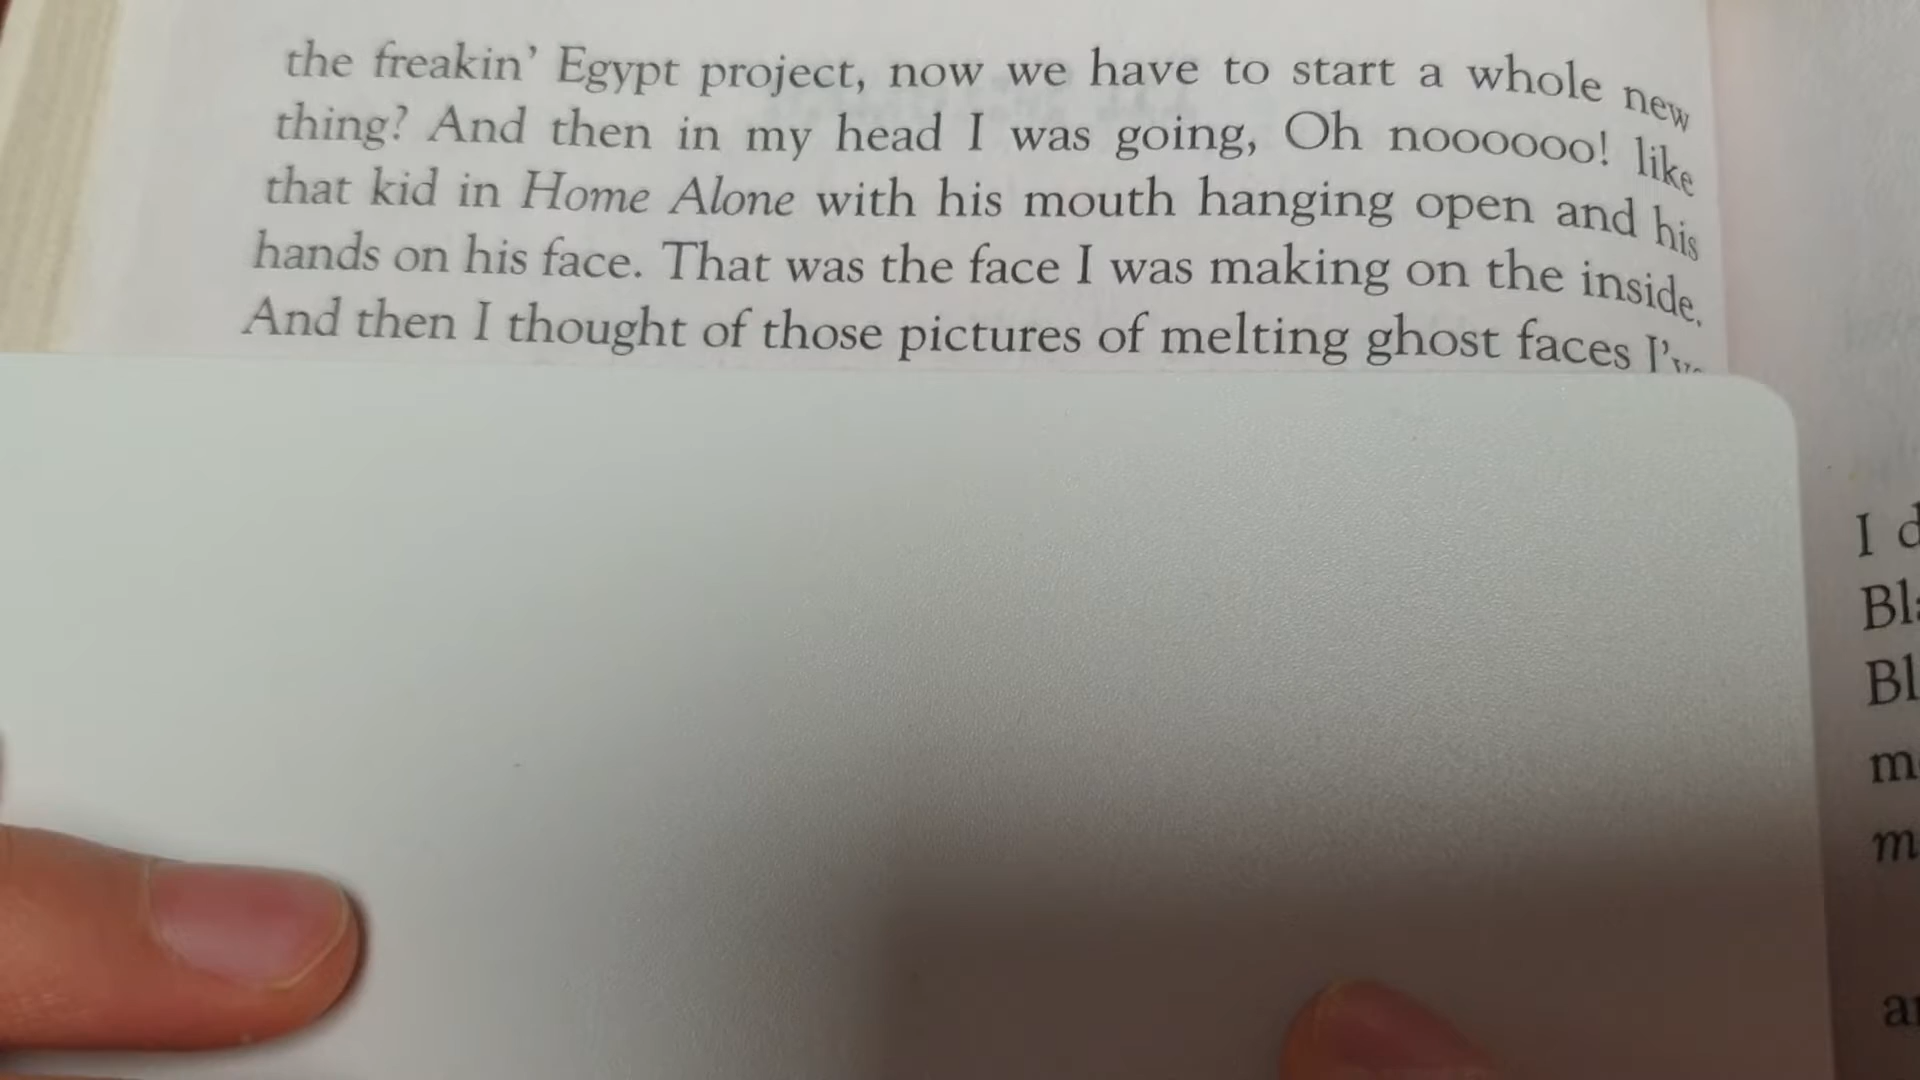 the freakin’ Egypt project, now we have to start a whole new
thing? And then in my head I was going, Oh noooooo! like
that kid in Home Alone with his mouth hanging open and his
hands on his face. That was the face I was making on the inside.
And then I thought of those pictures of melting ghost faces
I